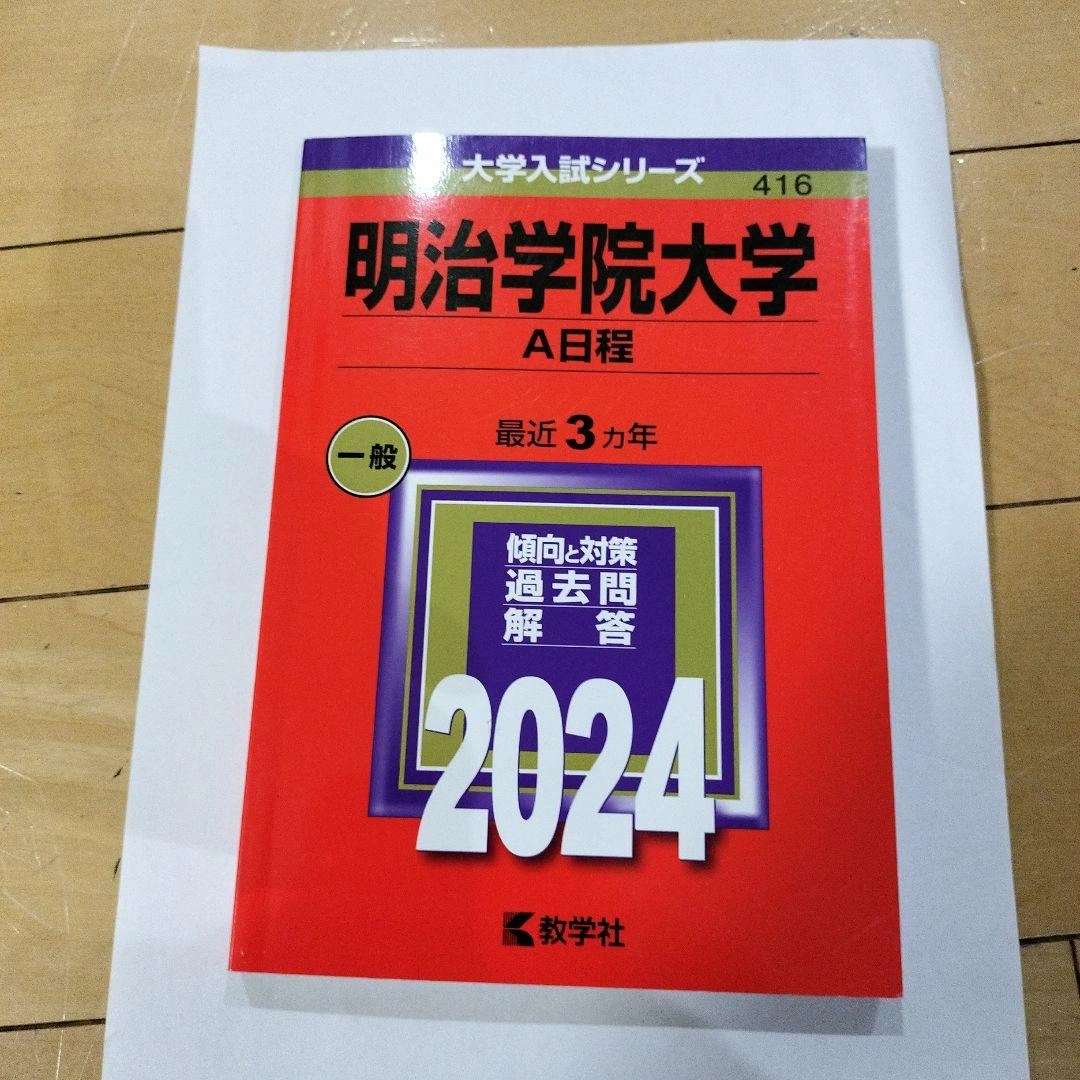 大学入試シリーズ
416
明治学院大学
A日程
最近3ヵ年
一般
傾向と対策
過去問
解答
2024
教学社